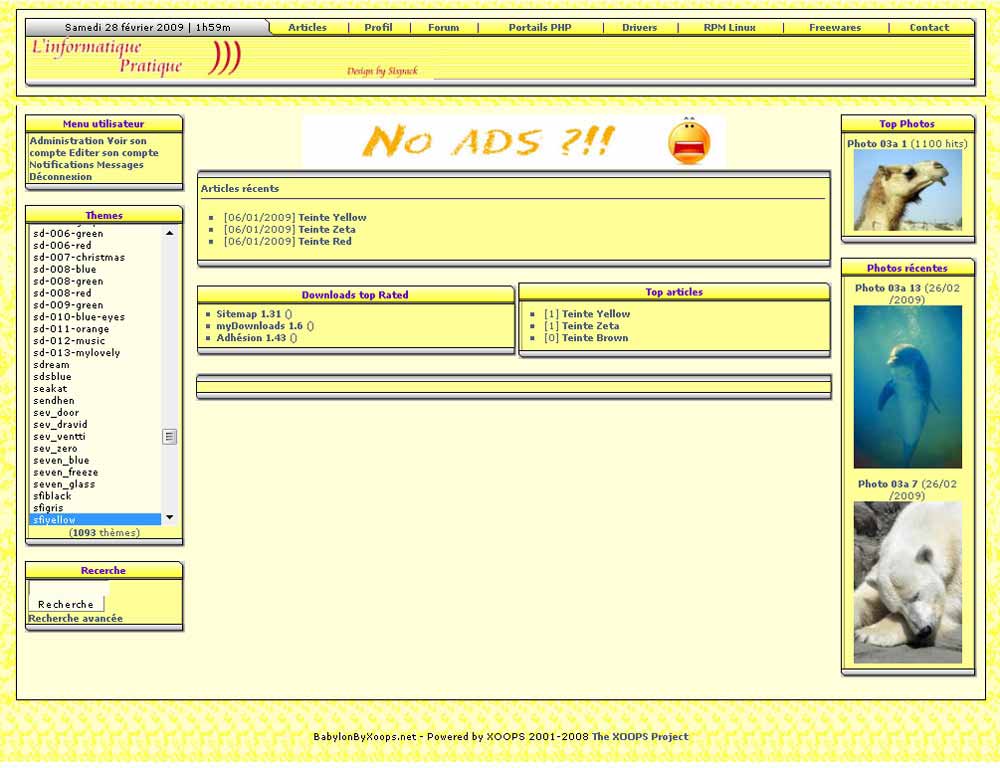 Samedi 28 février 2009 | 1h59m
Articles | Profil | Forum | Portails PHP | Drivers | RPM Linux | Freewares | Contact
L'informatique
Pratique )))
Design by Sixpack
Menu utilisateur
Administration Voir son
compte Editer son compte
Notifications Messages
Déconnexion
Themes
sd-006-green
sd-006-red
sd-007-christmas
sd-008-blue
sd-008-green
sd-008-red
sd-009-green
sd-010-blue-eyes
sd-011-orange
sd-012-music
sd-013-mylovely
sdream
sdsblue
seakat
sendhen
sev_door
sev_dravid
sev_ventti
sev_zero
seven_blue
seven_freeze
seven_glass
sfiblack
sfigris
sfiyellow
(1093 thèmes)
Recerche
Recherche
Recherche avancée
No ADS ?!!
Articles récents
[06/01/2009] Teinte Yellow
[06/01/2009] Teinte Zeta
[06/01/2009] Teinte Red
Downloads top Rated
Sitemap 1.31 ()
myDownloads 1.6 ()
Adhésion 1.43 ()
Top articles
[1] Teinte Yellow
[1] Teinte Zeta
[0] Teinte Brown
Top Photos
Photo 03a 1 (1100 hits)
Photos récentes
Photo 03a 13 (26/02
/2009)
Photo 03a 7 (26/02
/2009)
BabylonByXoops.net - Powered by XOOPS 2001-2008 The XOOPS Project